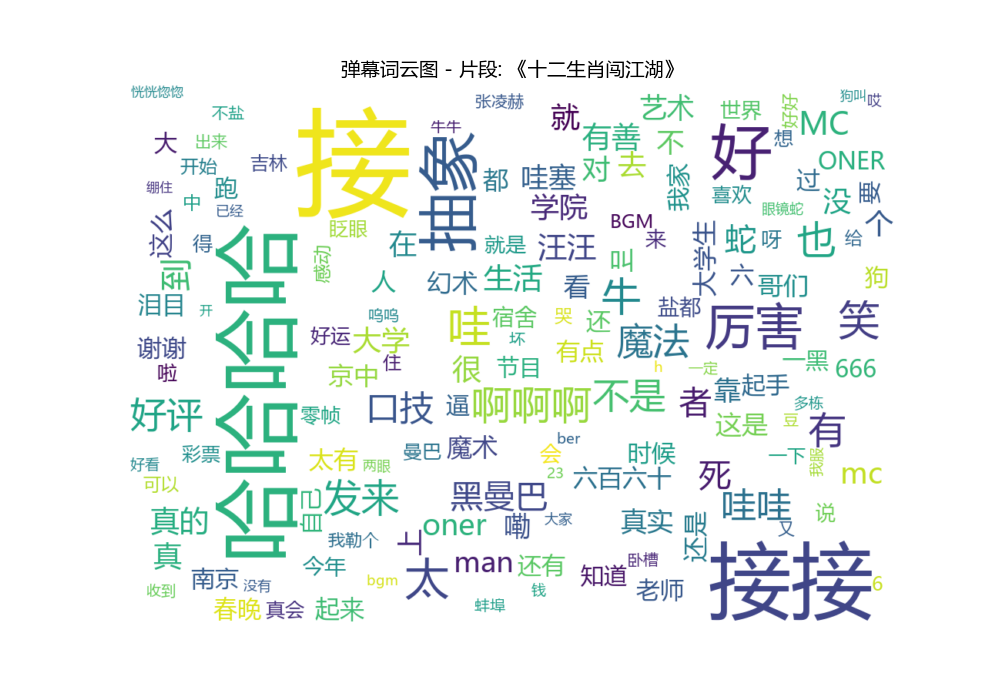 弹幕词云图 - 片段: 《十二生肖闯江湖》
恍恍惚惚
张凌赫
狗叫
哎
不盐
接
牛牛
就
艺术
世界
好好
MC
大
出来
抽象
有善
不
好
想
ONER
开始
吉林
都
哇塞
对
去
我家
过
要
绷住
跑
学院
喜欢
没
个
中
已经
眨眼
BGM
眼镜蛇
这么
得
在
就是
汪汪
来
大学生
蛇
呀
也
给
到
哈哈哈哈
感动
人
幻术
生活
看
叫
六
哥们
狗
泪目
开
呜呜
宿舍
哭
还
牛
盐都
厉害
笑
谢谢
好运
大学
哇
坏
魔法
啦
住
很
节目
有点
h
一定
一黑
666
京中
不是
者
靠
起手
多栋
好评
零帧
口技
逼
啊啊啊
这是
豆
有
彩票
曼巴
魔术
ber
会
时候
一下
我服
好看
太有
两眼
23
六百六十
死
mc
可以
自己
发来
黑曼巴
哇哇
真的
oner
嘞
大家
真实
还是
又
说
真
我勒个
上
man
还有
卧槽
接接
南京
没有
今年
bgm
太
知道
老师
6
收到
钱
春晚
真会
起来
蚌埠